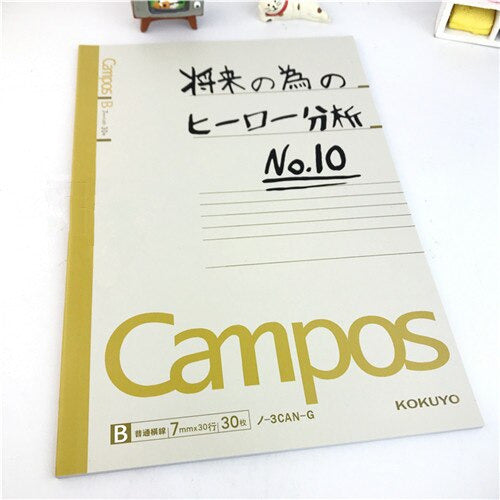 将来の為の
ヒーロー分析
No.10
Campos
B 普通横線 7mm×30行 30枚 ノ-3CAN-G
KOKUYO
Campos B